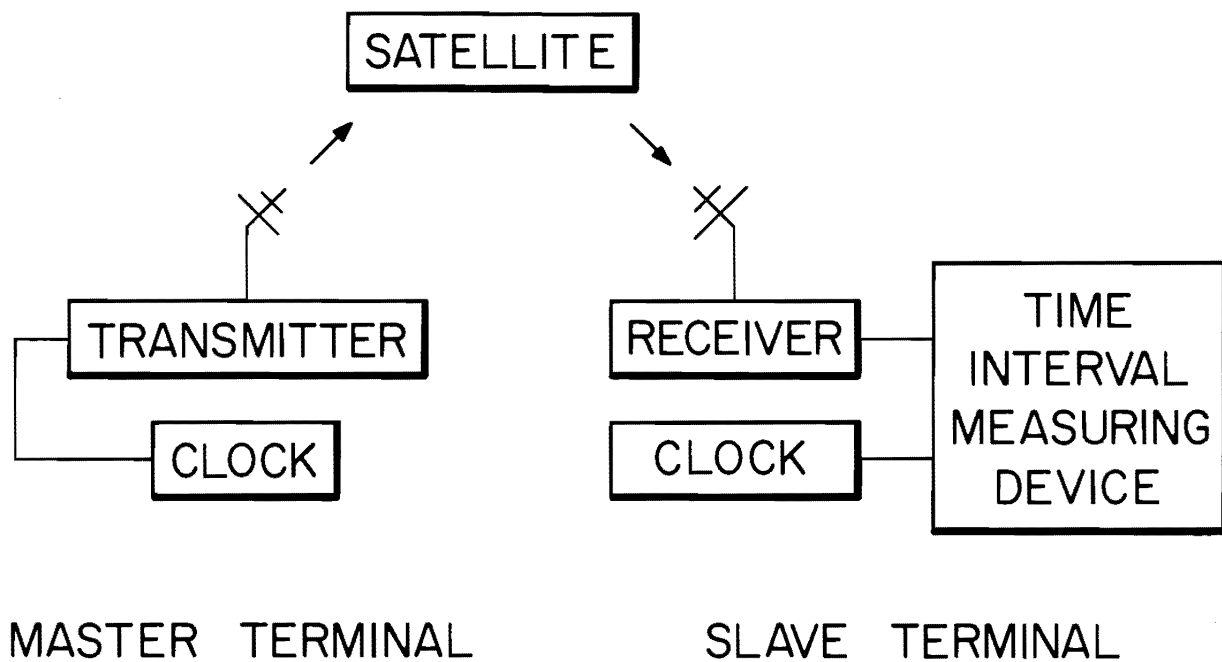 SATELLITE
TRANSMITTER
CLOCK
RECEIVER
CLOCK
TIME
INTERVAL
MEASURING
DEVICE
MASTER TERMINAL
SLAVE TERMINAL